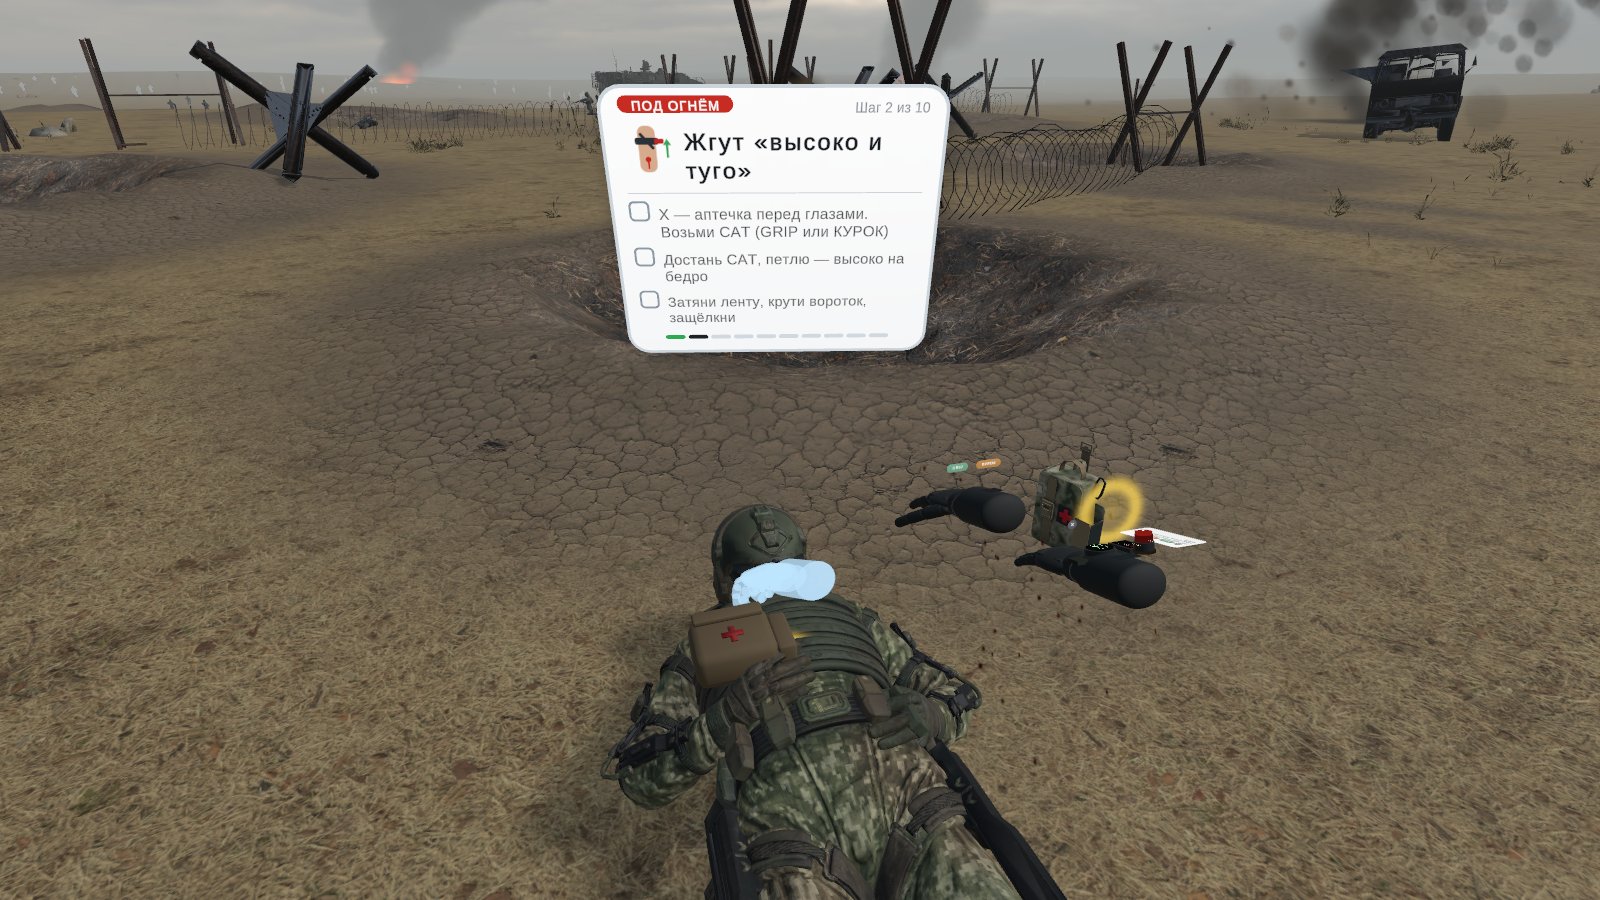 ПОД ОГНЁМ
Шаг 2 из 10
Жгут «высоко и
туго»
X — аптечка перед глазами.
Возьми CAT (GRIP или КУРОК)
Достань CAT, петлю — высоко на
бедро
Затяни ленту, крути вороток,
защёлкни